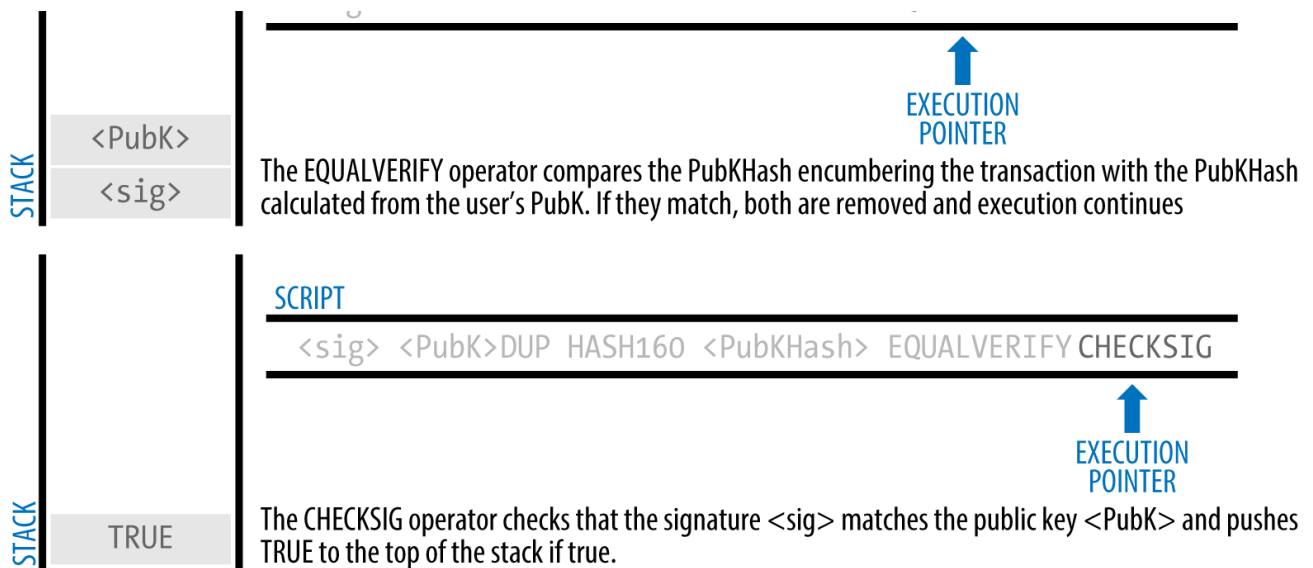 EXECUTION
POINTER
<PubK>
<sig>
STACK
The EQUALVERIFY operator compares the PubKHash encumbering the transaction with the PubKHash
calculated from the user’s PubK. If they match, both are removed and execution continues
SCRIPT
<sig> <PubK>DUP HASH160 <PubKHash> EQUALVERIFY CHECKSIG
EXECUTION
POINTER
STACK
TRUE
The CHECKSIG operator checks that the signature <sig> matches the public key <PubK> and pushes
TRUE to the top of the stack if true.